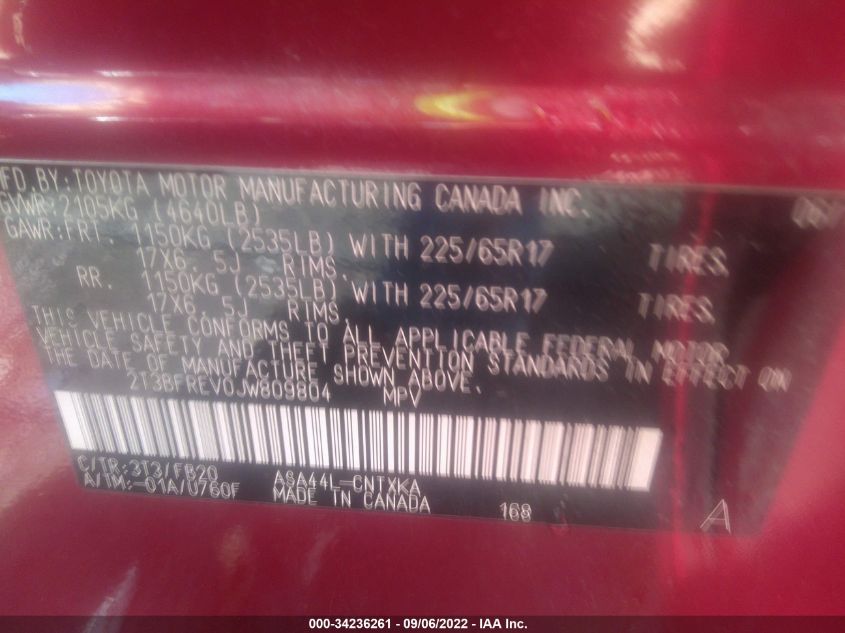 MFD.BY:TOYOTA MOTOR MANUFACTURING CANADA INC.
GVWR:2105KG (4640LB)
GAWR:FRT. 1150KG (2535LB) WITH 225/65R17 TIRES,
17X6.5J RIMS,
RR. 1150KG (2535LB) WITH 225/65R17 TIRES,
17X6.5J RIMS,
THIS VEHICLE CONFORMS TO ALL APPLICABLE FEDERAL MOTOR
VEHICLE SAFETY AND THEFT PREVENTION STANDARDS IN EFFECT ON
THE DATE OF MANUFACTURE SHOWN ABOVE.
2T3BFREV0JW809804 MPV
C/TR:3T3/FB20 ASA44L-CNTXKA
A/TM:-01A/U760F MADE IN CANADA 168 A
000-34236261 - 09/06/2022 - IAA Inc.